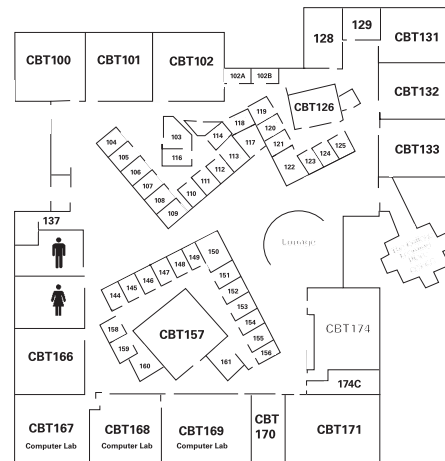 128
129
CBT131
CBT100
CBT101
CBT102
102A
102B
CBT132
CBT126
CBT133
103
104
105
106
107
108
109
110
111
112
113
114
116
117
118
119
120
121
122
123
124
125
137
Lounge
144
145
146
147
148
149
150
151
152
153
154
155
156
CBT157
158
159
160
161
CBT166
CBT174
174C
CBT167
Computer Lab
CBT168
Computer Lab
CBT169
Computer Lab
CBT
170
CBT171